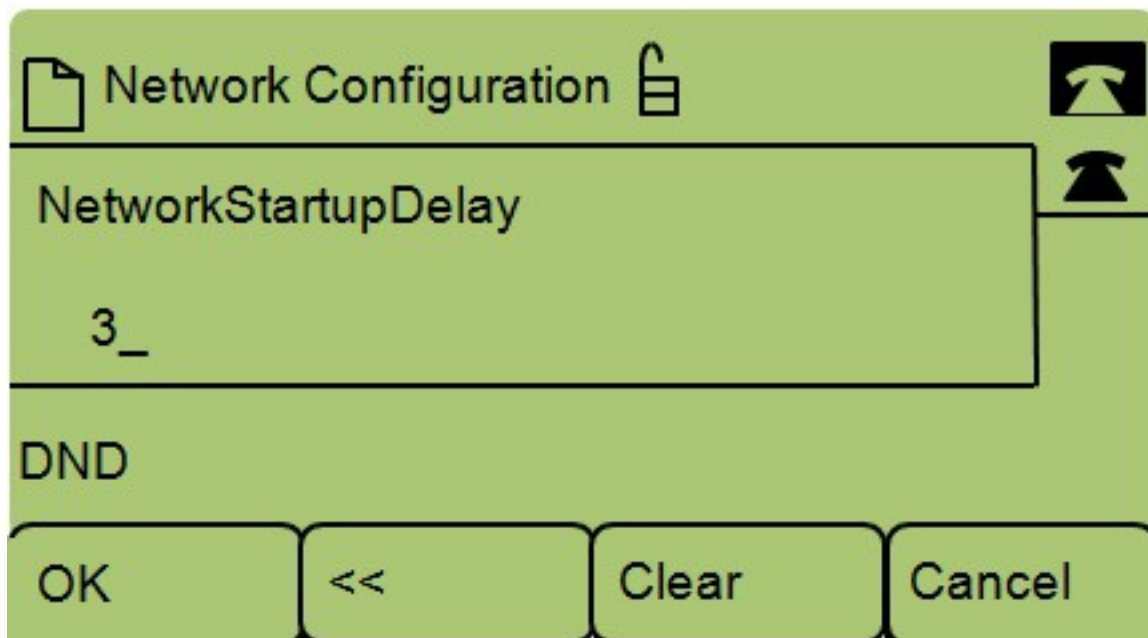 Network Configuration
NetworkStartupDelay
3_
DND
OK << Clear Cancel